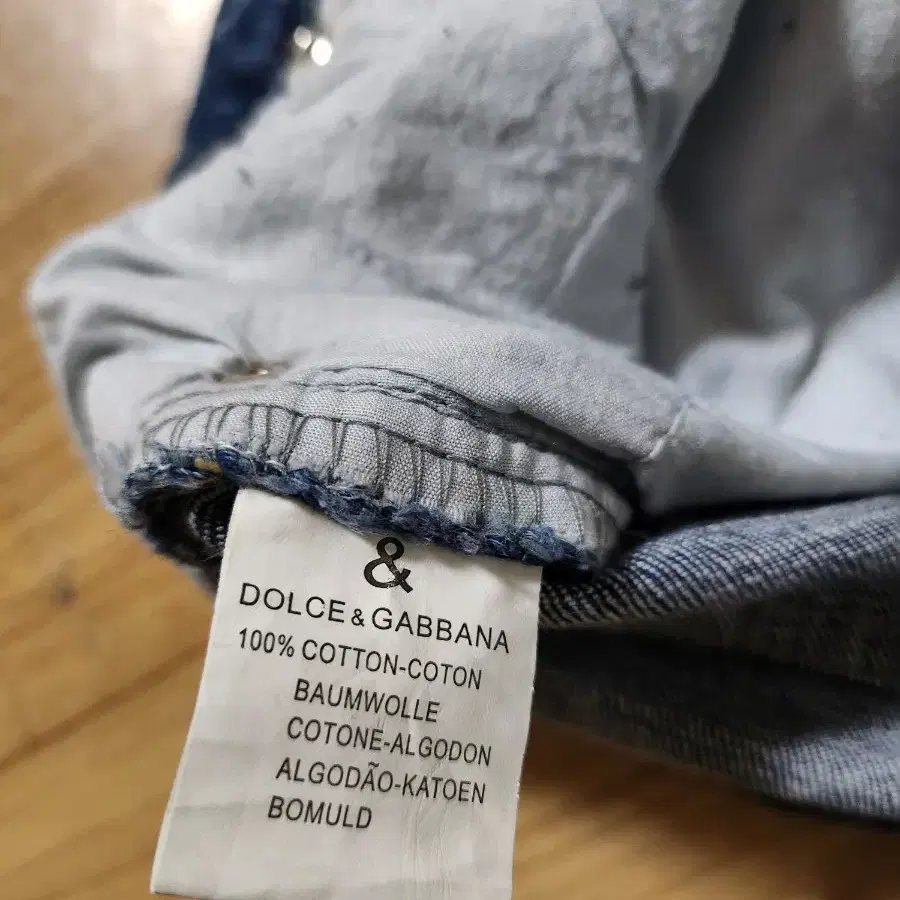 &
DOLCE & GABBANA
100% COTTON-COTON
BAUMWOLLE
COTONE-ALGODON
ALGODÃO-KATOEN
BOMULD